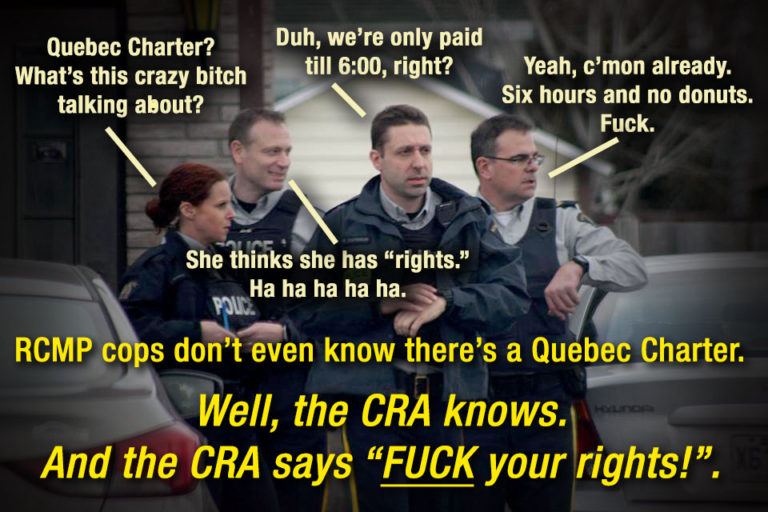 Quebec Charter?
What's this crazy bitch
talking about?
Duh, we're only paid
till 6:00, right?
Yeah, c'mon already.
Six hours and no donuts.
Fuck.
She thinks she has "rights."
Ha ha ha ha ha.
POLICE
POLICE
RCMP cops don't even know there's a Quebec Charter.
Well, the CRA knows.
HYUNDAI
And the CRA says "FUCK your rights!".